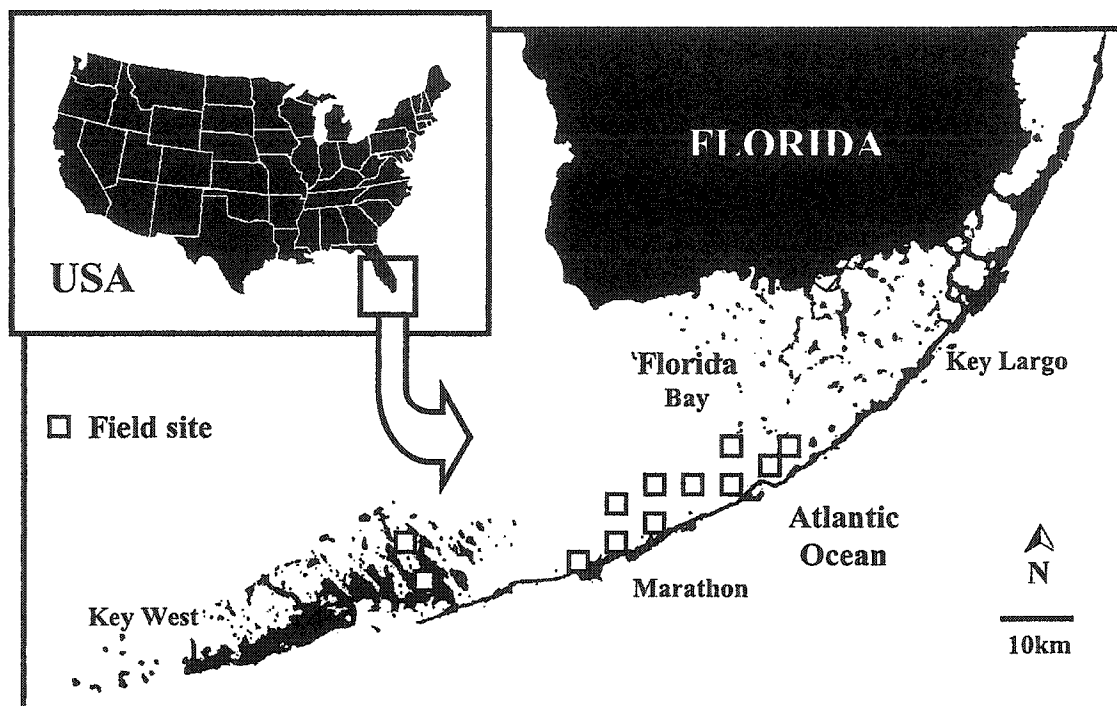 FLORIDA
USA
Florida
Bay
Key Largo
Field site
Atlantic
Ocean
N
Marathon
Key West
10km